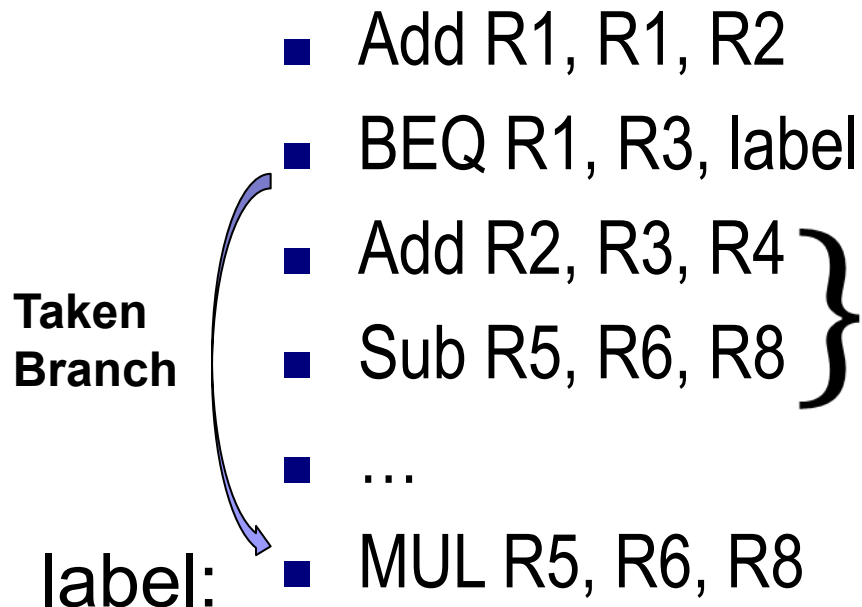 Add R1, R1, R2
BEQ R1, R3, label
Add R2, R3, R4
Taken
Branch
Sub R5, R6, R8
…
label: MUL R5, R6, R8